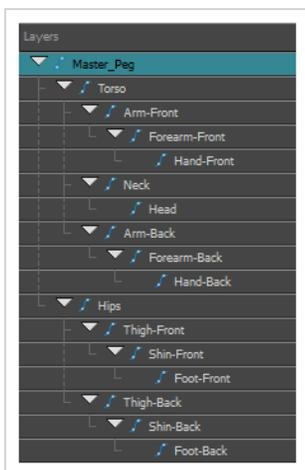 Layers
Master_Peg
Torso
Arm-Front
Forearm-Front
Hand-Front
Neck
Head
Arm-Back
Forearm-Back
Hand-Back
Hips
Thigh-Front
Shin-Front
Foot-Front
Thigh-Back
Shin-Back
Foot-Back